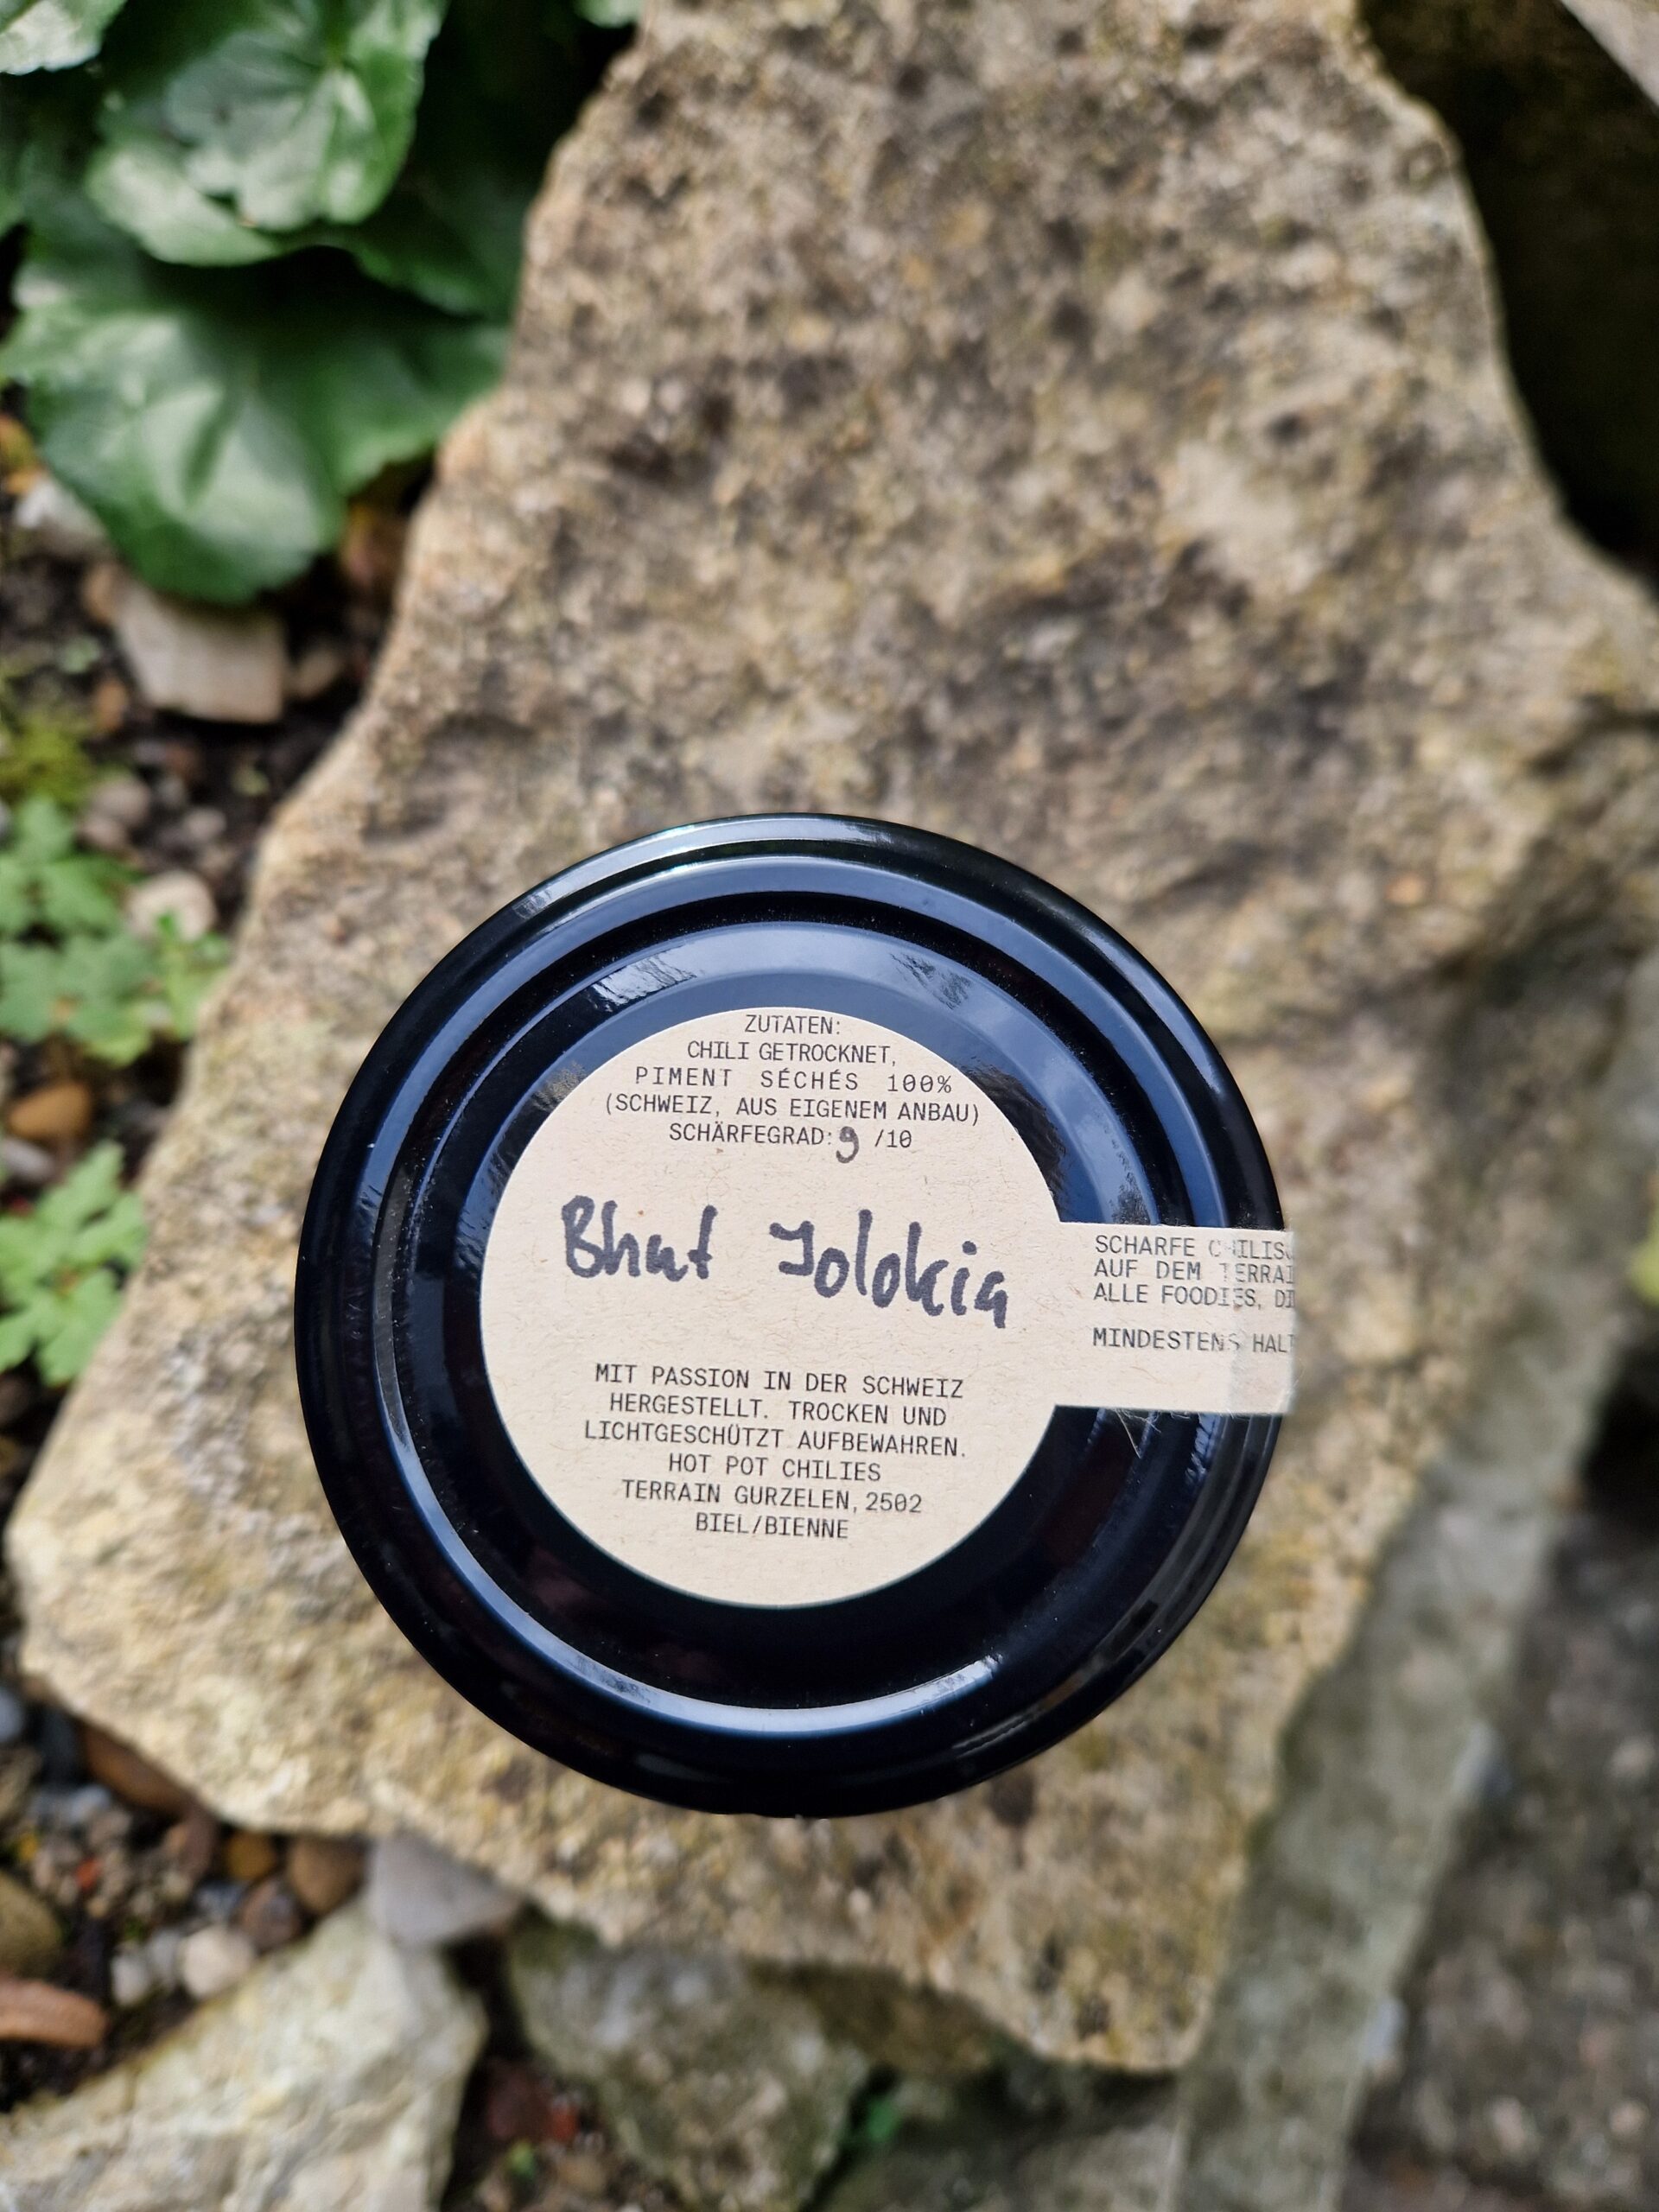 ZUTATEN:
CHILI GETROCKNET,
PIMENT SÉCHÉS 100%
(SCHWEIZ, AUS EIGENEM ANBAU)
SCHÄRFEGRAD: 9 /10
Bhut Jolokia
MIT PASSION IN DER SCHWEIZ
HERGESTELLT. TROCKEN UND
LICHTGESCHÜTZT AUFBEWAHREN.
HOT POT CHILIES
TERRAIN GURZELEN, 2502
BIEL/BIENNE
SCHARFE
AUF DEM
ALLE FOODIES,
MINDESTENS